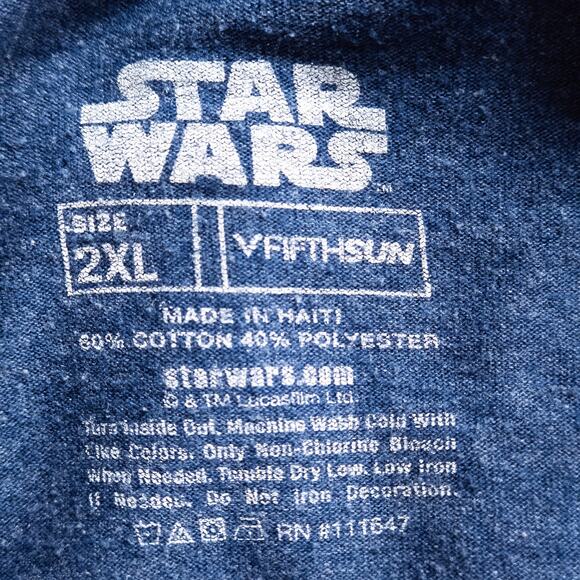 STAR
WARS
TM
SIZE
2XL
FIFTHSUN
MADE IN HAITI
60% COTTON 40% POLYESTER
starwars.com
© & TM Lucasfilm Ltd.
Turn Inside Out. Machine Wash Cold With
Like Colors. Only Non-Chlorine Bleach
When Needed. Tumble Dry Low. Low Iron
If Needed. Do Not Iron Decoration.
RN #111647